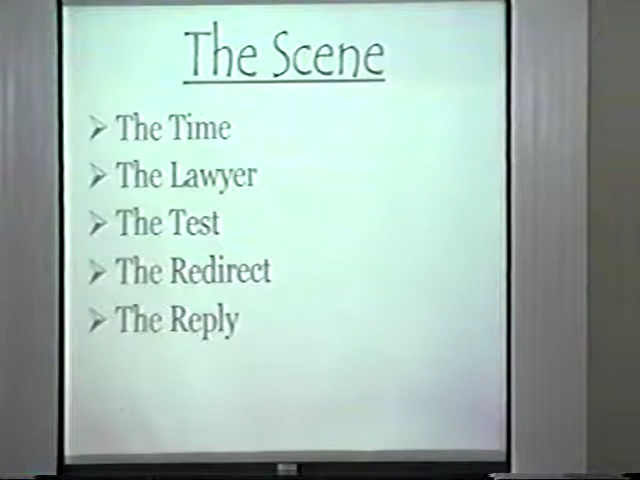 The Scene
The Time
The Lawyer
The Test
The Redirect
The Reply